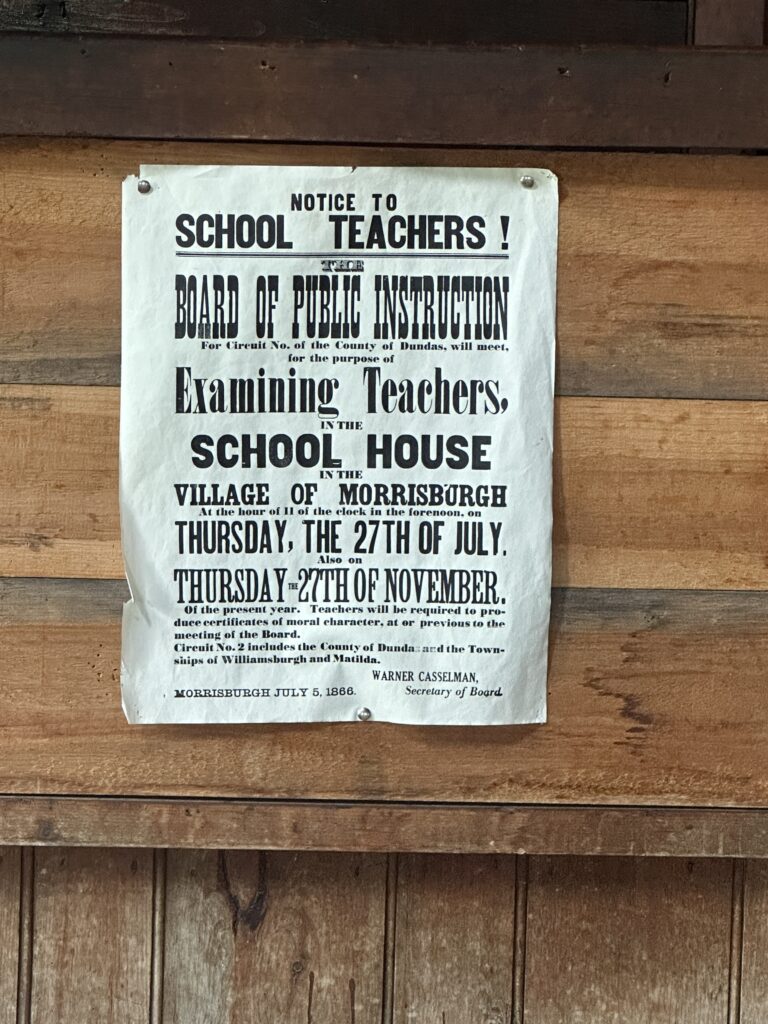 NOTICE TO
SCHOOL TEACHERS !
THE
BOARD OF PUBLIC INSTRUCTION
For Circuit No. of the County of Dundas, will meet,
for the purpose of
Examining Teachers,
IN THE
SCHOOL HOUSE
IN THE
VILLAGE OF MORRISBURGH
At the hour of 11 of the clock in the forenoon, on
THURSDAY, THE 27TH OF JULY.
Also on
THURSDAY THE 27TH OF NOVEMBER.
Of the present year. Teachers will be required to pro-
duce certificates of moral character, at or previous to the
meeting of the Board.
Circuit No. 2 includes the County of Dundas and the Town-
ships of Williamsburgh and Matilda.
WARNER CASSELMAN,
MORRISBURGH JULY 5, 1866. Secretary of Board